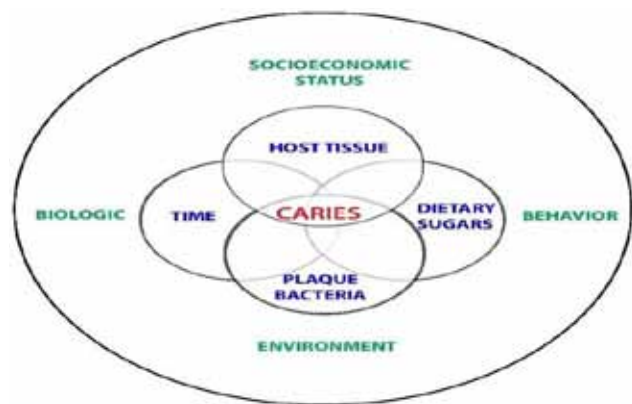 SOCIOECONOMIC
STATUS
HOST TISSUE
BIOLOGIC
TIME
CARIES
DIETARY
SUGARS
BEHAVIOR
PLAQUE
BACTERIA
ENVIRONMENT